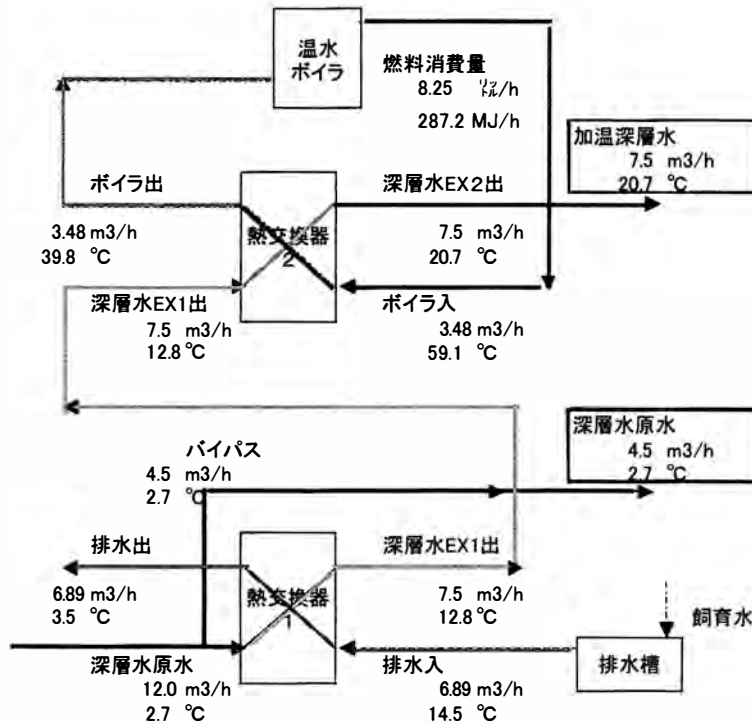 温水
ボイラ
燃料消費量
8.25 リットル/h
287.2 MJ/h
加温深層水
7.5 m3/h
20.7 °C
ボイラ出
3.48 m3/h
39.8 °C
熱交換器
2
深層水EX2出
7.5 m3/h
20.7 °C
深層水EX1出
7.5 m3/h
12.8 °C
ボイラ入
3.48 m3/h
59.1 °C
バイパス
4.5 m3/h
2.7 °C
深層水原水
4.5 m3/h
2.7 °C
排水出
6.89 m3/h
3.5 °C
熱交換器
1
深層水EX1出
7.5 m3/h
12.8 °C
飼育水
深層水原水
12.0 m3/h
2.7 °C
排水入
6.89 m3/h
14.5 °C
排水槽